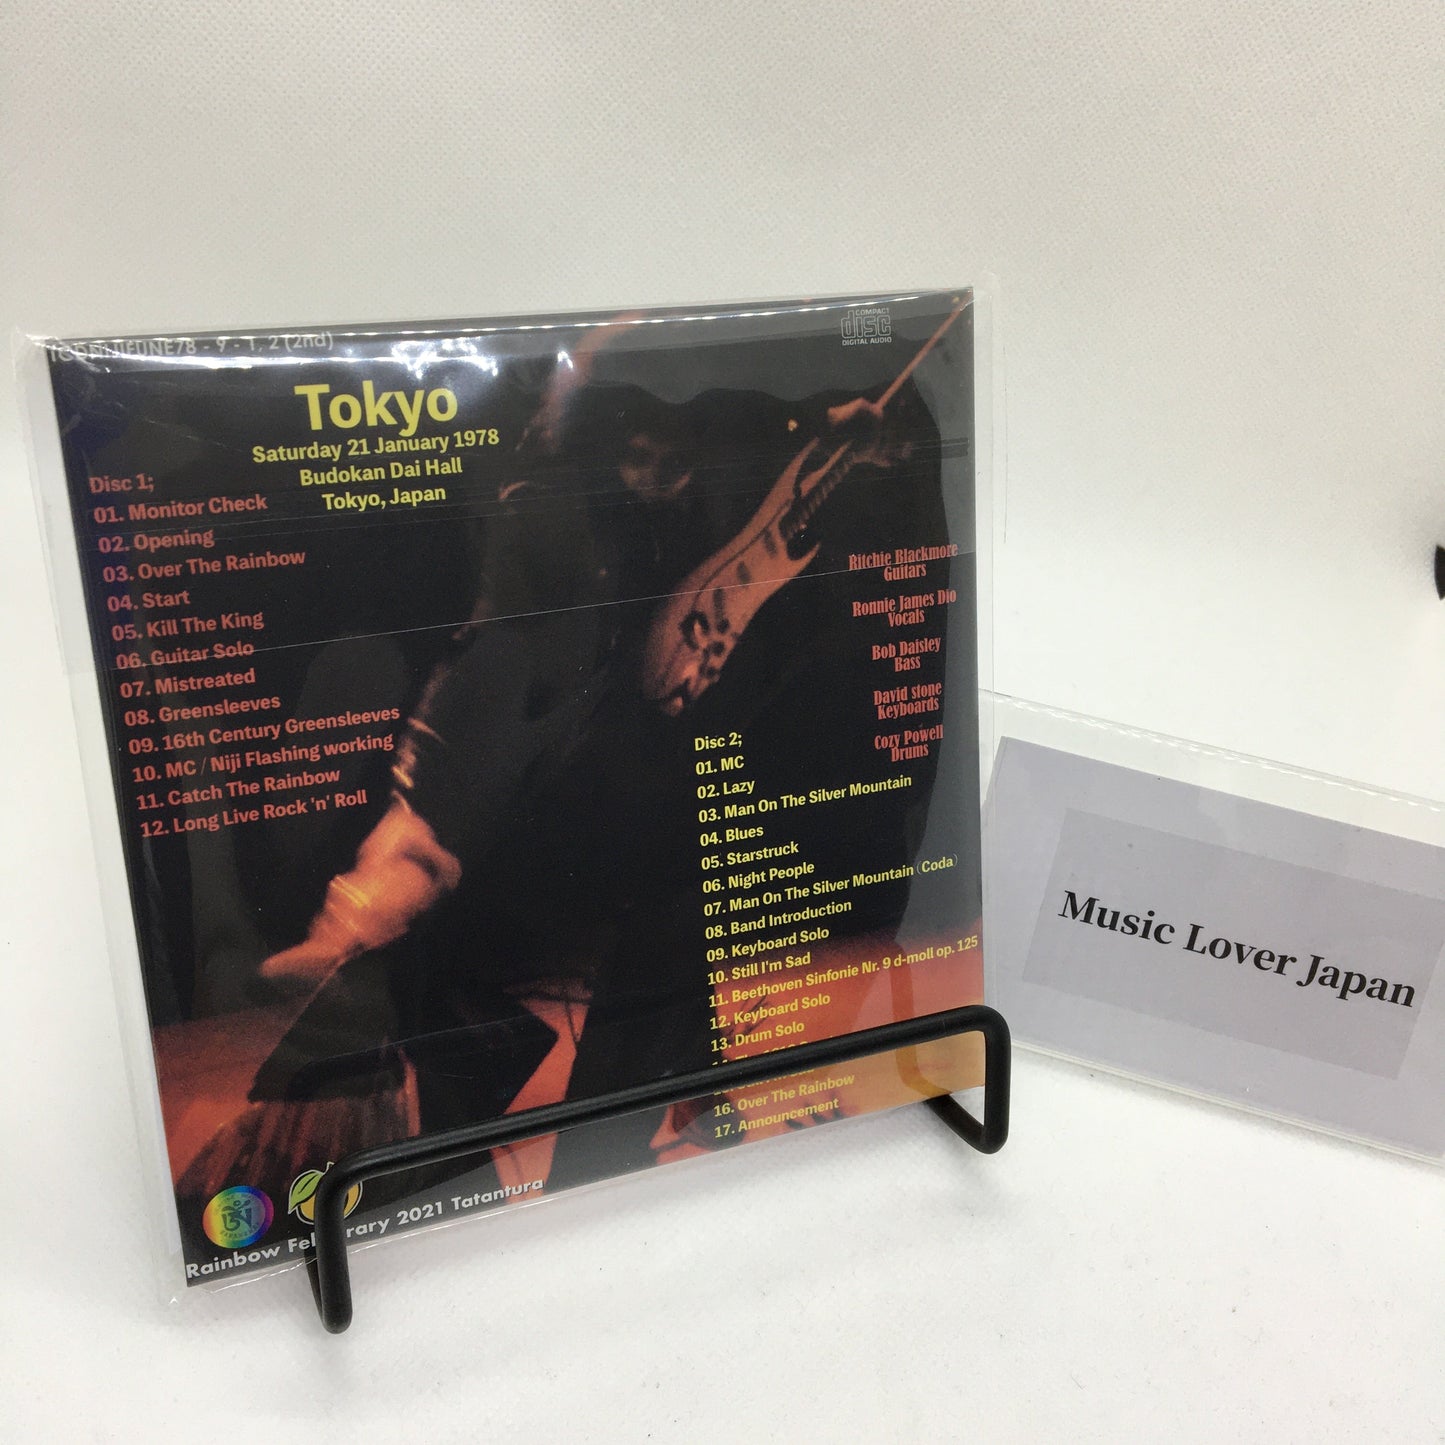 - 9 - 1, 2 (2nd)
COMPACT
disc
DIGITAL AUDIO
Tokyo
Saturday 21 January 1978
Budokan Dai Hall
Tokyo, Japan
Disc 1;
01. Monitor Check
02. Opening
03. Over The Rainbow
04. Start
05. Kill The King
06. Guitar Solo
07. Mistreated
08. Greensleeves
09. 16th Century Greensleeves
10. MC / Niji Flashing working
11. Catch The Rainbow
12. Long Live Rock 'n' Roll
Ritchie Blackmore
Guitars
Ronnie James Dio
Vocals
Bob Daisley
Bass
David stone
Keyboards
Cozy Powell
Drums
Disc 2;
01. MC
02. Lazy
03. Man On The Silver Mountain
04. Blues
05. Starstruck
06. Night People
07. Man On The Silver Mountain (Coda)
08. Band Introduction
09. Keyboard Solo
10. Still I'm Sad
11. Beethoven Sinfonie Nr. 9 d-moll op. 125
12. Keyboard Solo
13. Drum Solo
16. Over The Rainbow
17. Announcement
Rainbow 2021 Tatantura
Music Lover Japan